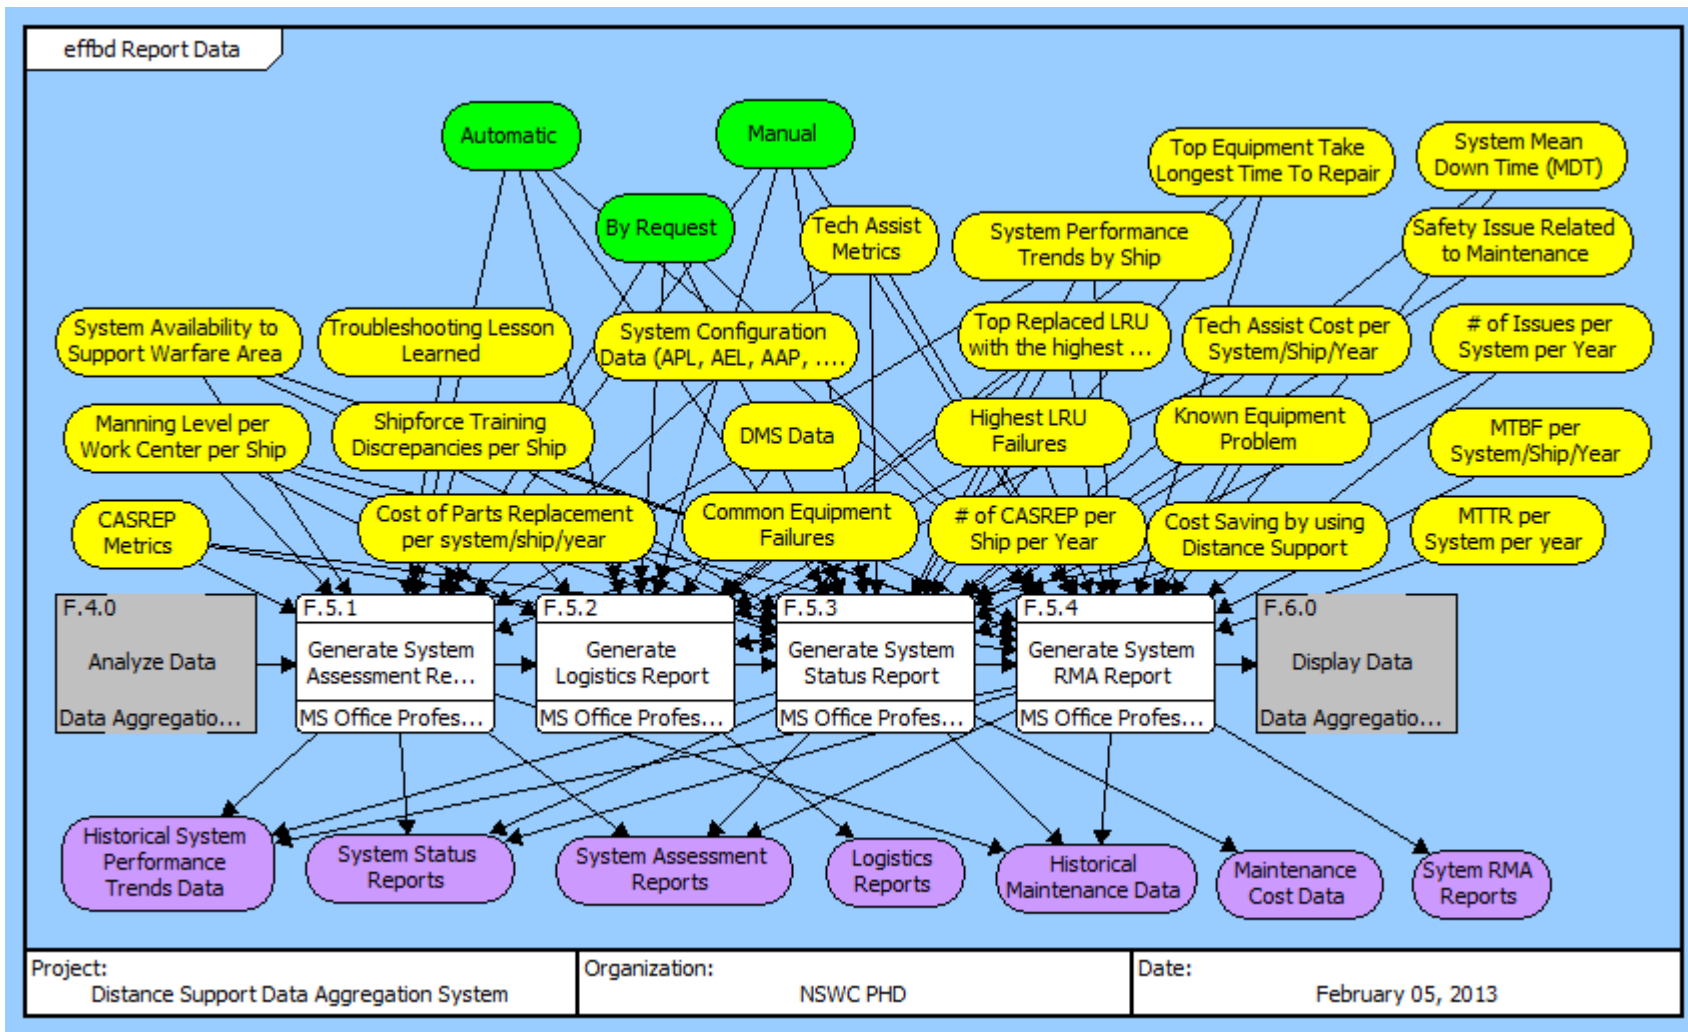 effbd Report Data
Automatic
Manual
By Request
Tech Assist
Metrics
System Performance
Trends by Ship
Top Equipment Take
Longest Time To Repair
System Mean
Down Time (MDT)
Safety Issue Related
to Maintenance
System Availability to
Support Warfare Area
Troubleshooting Lesson
Learned
System Configuration
Data (APL, AEL, AAP, ....
Top Replaced LRU
with the highest ...
Tech Assist Cost per
System/Ship/Year
# of Issues per
System per Year
Manning Level per
Work Center per Ship
Shipforce Training
Discrepancies per Ship
DMS Data
Highest LRU
Failures
Known Equipment
Problem
MTBF per
System/Ship/Year
CASREP
Metrics
Cost of Parts Replacement
per system/ship/year
Common Equipment
Failures
# of CASREP per
Ship per Year
Cost Saving by using
Distance Support
MTTR per
System per year
F.4.0
Analyze Data
Data Aggregatio...
F.5.1
Generate System
Assessment Re...
MS Office Profes...
F.5.2
Generate
Logistics Report
MS Office Profes...
F.5.3
Generate System
Status Report
MS Office Profes...
F.5.4
Generate System
RMA Report
MS Office Profes...
F.6.0
Display Data
Data Aggregatio...
Historical System
Performance
Trends Data
System Status
Reports
System Assessment
Reports
Logistics
Reports
Historical
Maintenance Data
Maintenance
Cost Data
Sytem RMA
Reports
Project:
Distance Support Data Aggregation System
Organization:
NSWC PHD
Date:
February 05, 2013